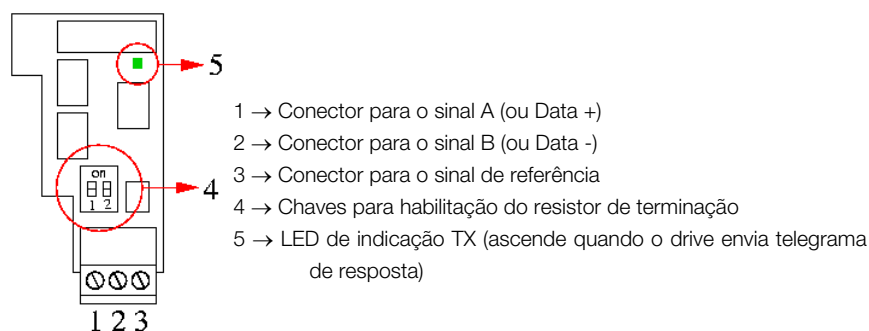 5
1 → Conector para o sinal A (ou Data +)
2 → Conector para o sinal B (ou Data -)
3 → Conector para o sinal de referência
4 → Chaves para habilitação do resistor de terminação
5 → LED de indicação TX (ascende quando o drive envia telegrama
de resposta)
on
1 2
4
1 2 3